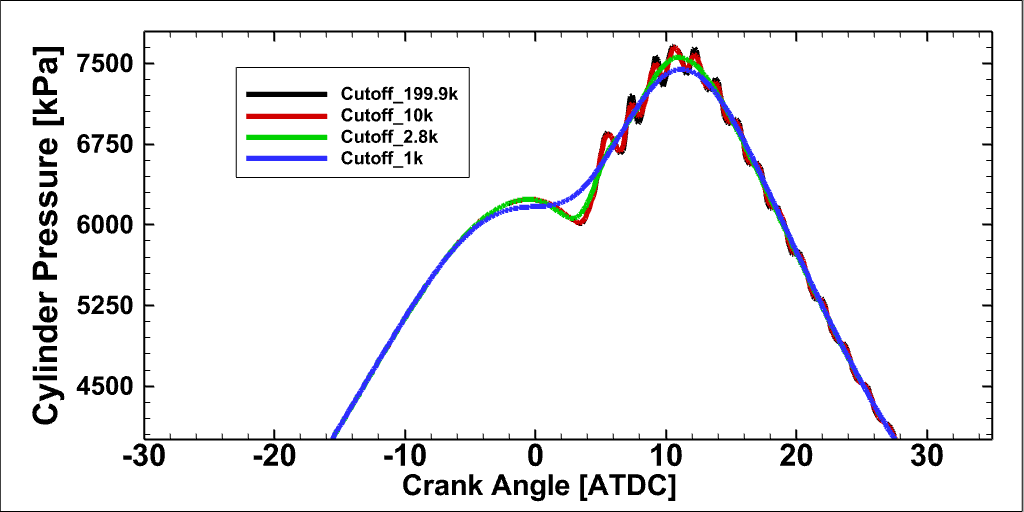 7500
6750
6000
5250
4500
Cylinder Pressure [kPa]
Cutoff_199.9k
Cutoff_10k
Cutoff_2.8k
Cutoff_1k
-30 -20 -10 0 10 20 30
Crank Angle [ATDC]